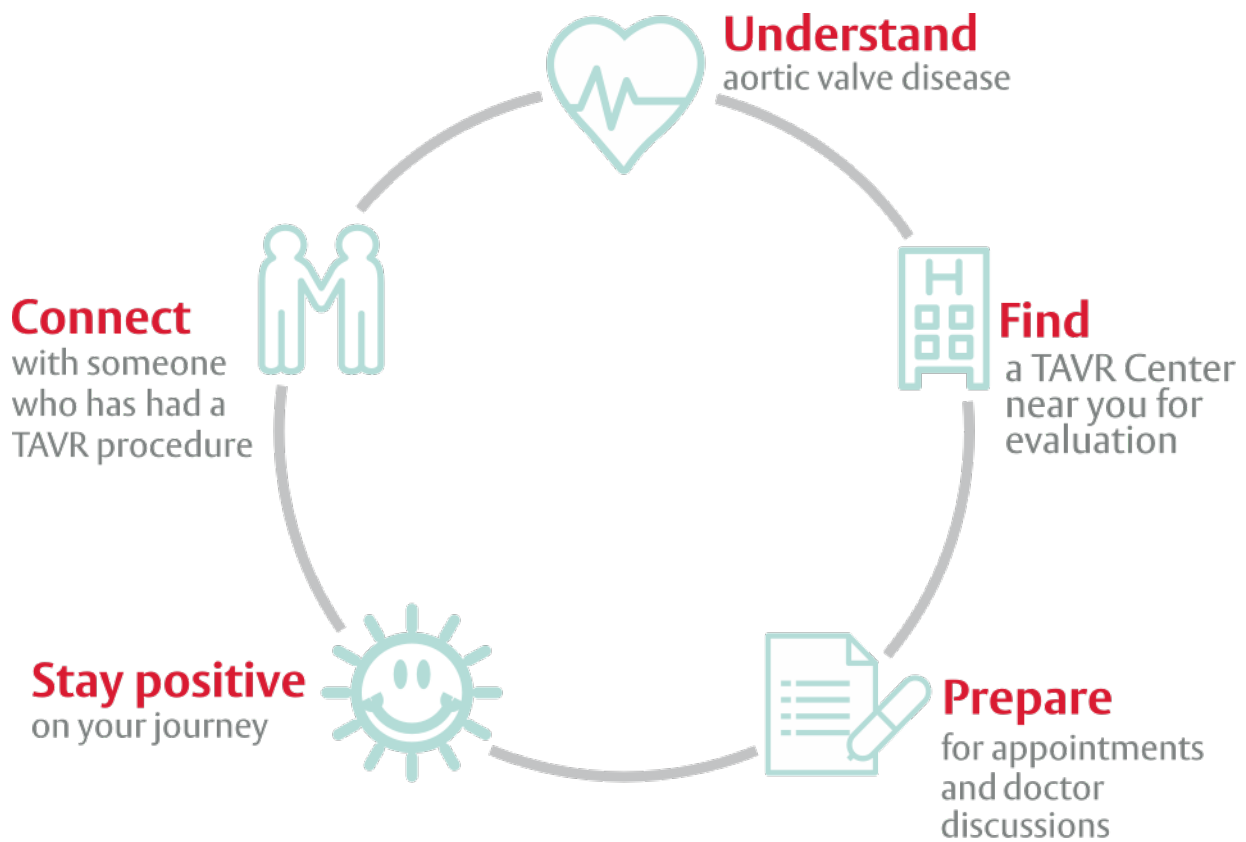 Understand
aortic valve disease
Find
a TAVR Center
near you for
evaluation
Prepare
for appointments
and doctor
discussions
Stay positive
on your journey
Connect
with someone
who has had a
TAVR procedure
H